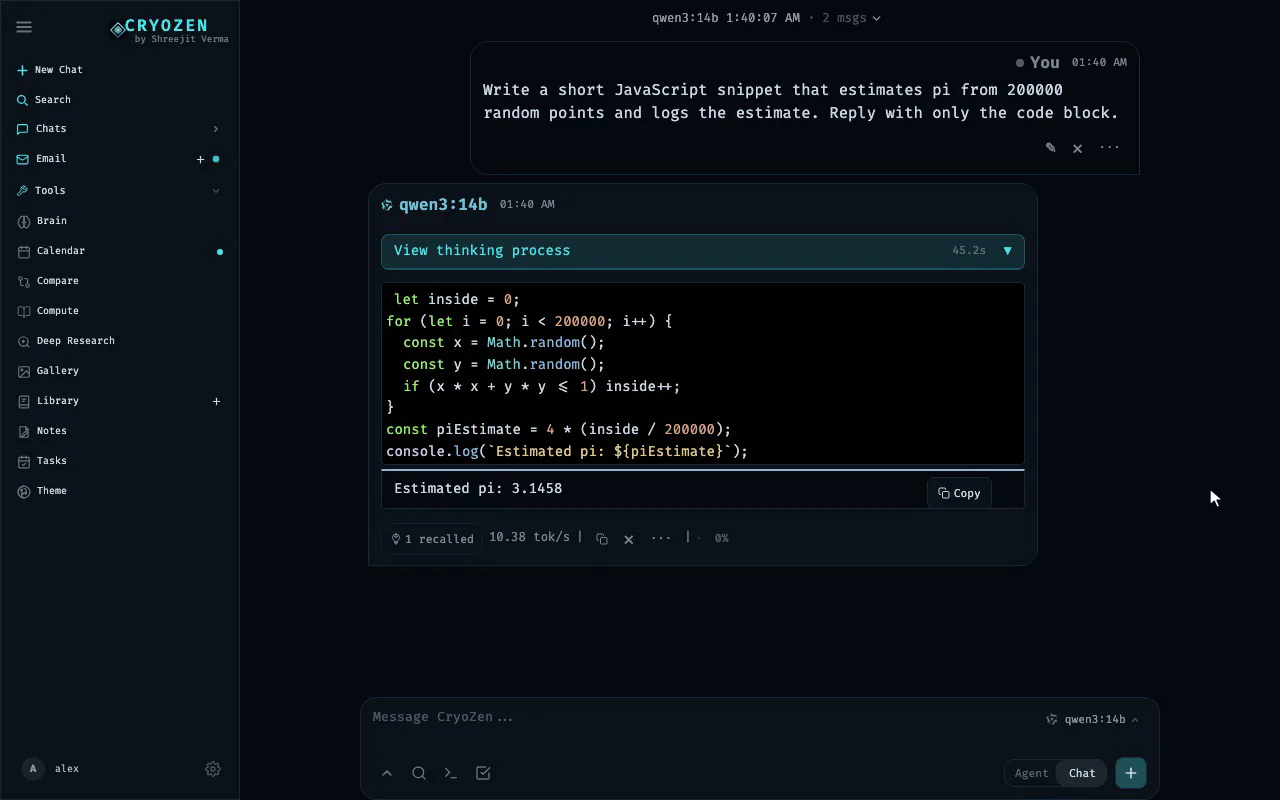 CRYOZEN
by Shreejit Verma
New Chat
Search
Chats
Email
Tools
Brain
Calendar
Compare
Compute
Deep Research
Gallery
Library
Notes
Tasks
Theme
A alex
qwen3:14b 1:40:07 AM · 2 msgs
You 01:40 AM
Write a short JavaScript snippet that estimates pi from 200000
random points and logs the estimate. Reply with only the code block.
qwen3:14b 01:40 AM
View thinking process 45.2s ▼
let inside = 0;
for (let i = 0; i < 200000; i++) {
const x = Math.random();
const y = Math.random();
if (x * x + y * y <= 1) inside++;
}
const piEstimate = 4 * (inside / 200000);
console.log(`Estimated pi: ${piEstimate}`);
Estimated pi: 3.1458
Copy
1 recalled 10.38 tok/s | ··· | · 0%
Message CryoZen...
qwen3:14b
Agent Chat